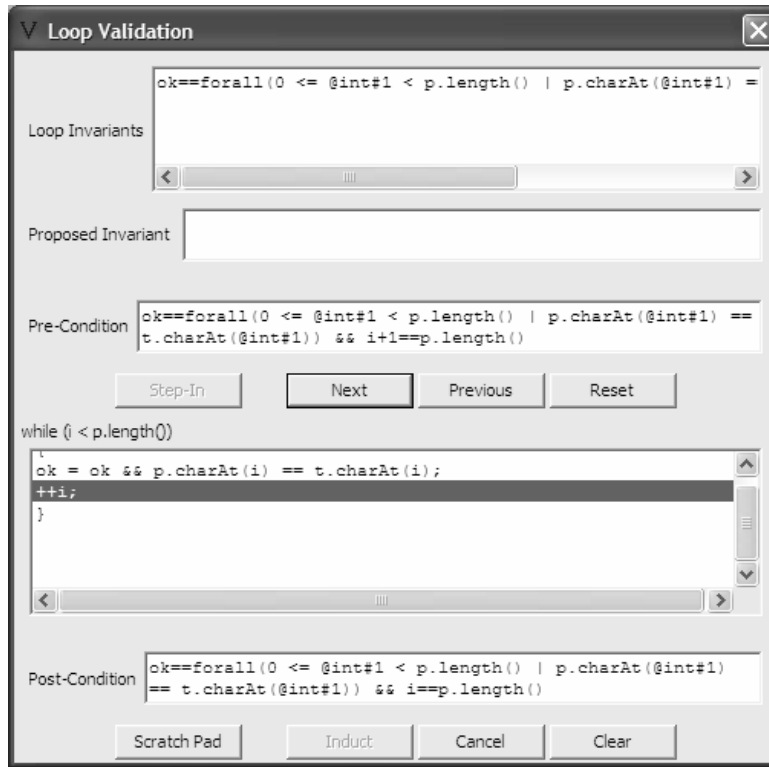 V Loop Validation
ok==forall(0 <= @int#1 < p.length() | p.charAt(@int#1) =
Loop Invariants
Proposed Invariant
ok==forall(0 <= @int#1 < p.length() | p.charAt(@int#1) ==
Pre-Condition
t.charAt(@int#1)) && i+1==p.length()
Step-In Next Previous Reset
while (i < p.length())
{
ok = ok && p.charAt(i) == t.charAt(i);
++i;
}
ok==forall(0 <= @int#1 < p.length() | p.charAt(@int#1)
Post-Condition
== t.charAt(@int#1)) && i==p.length()
Scratch Pad Induct Cancel Clear